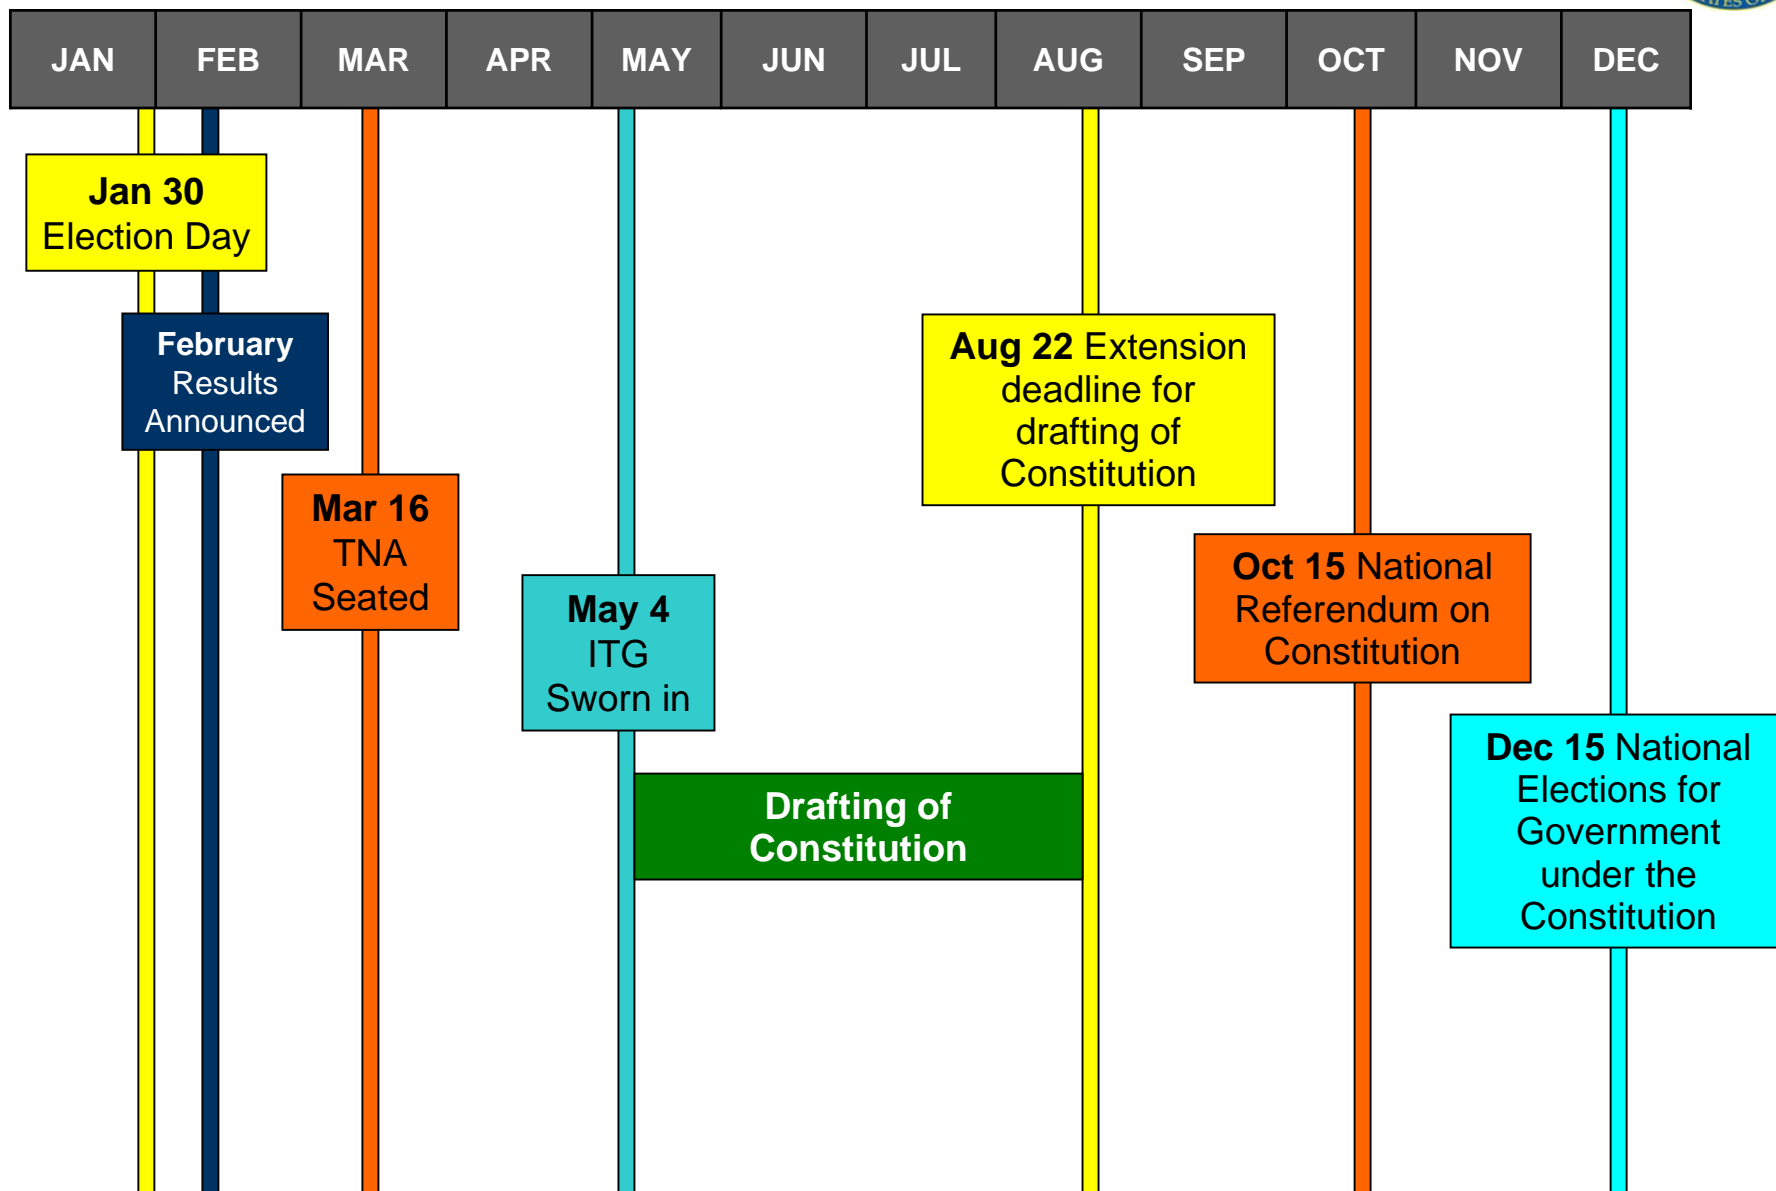 JAN FEB MAR APR MAY JUN JUL AUG SEP OCT NOV DEC
Jan 30
Election Day
February
Results
Announced
Mar 16
TNA
Seated
May 4
ITG
Sworn in
Drafting of
Constitution
Aug 22 Extension
deadline for
drafting of
Constitution
Oct 15 National
Referendum on
Constitution
Dec 15 National
Elections for
Government
under the
Constitution